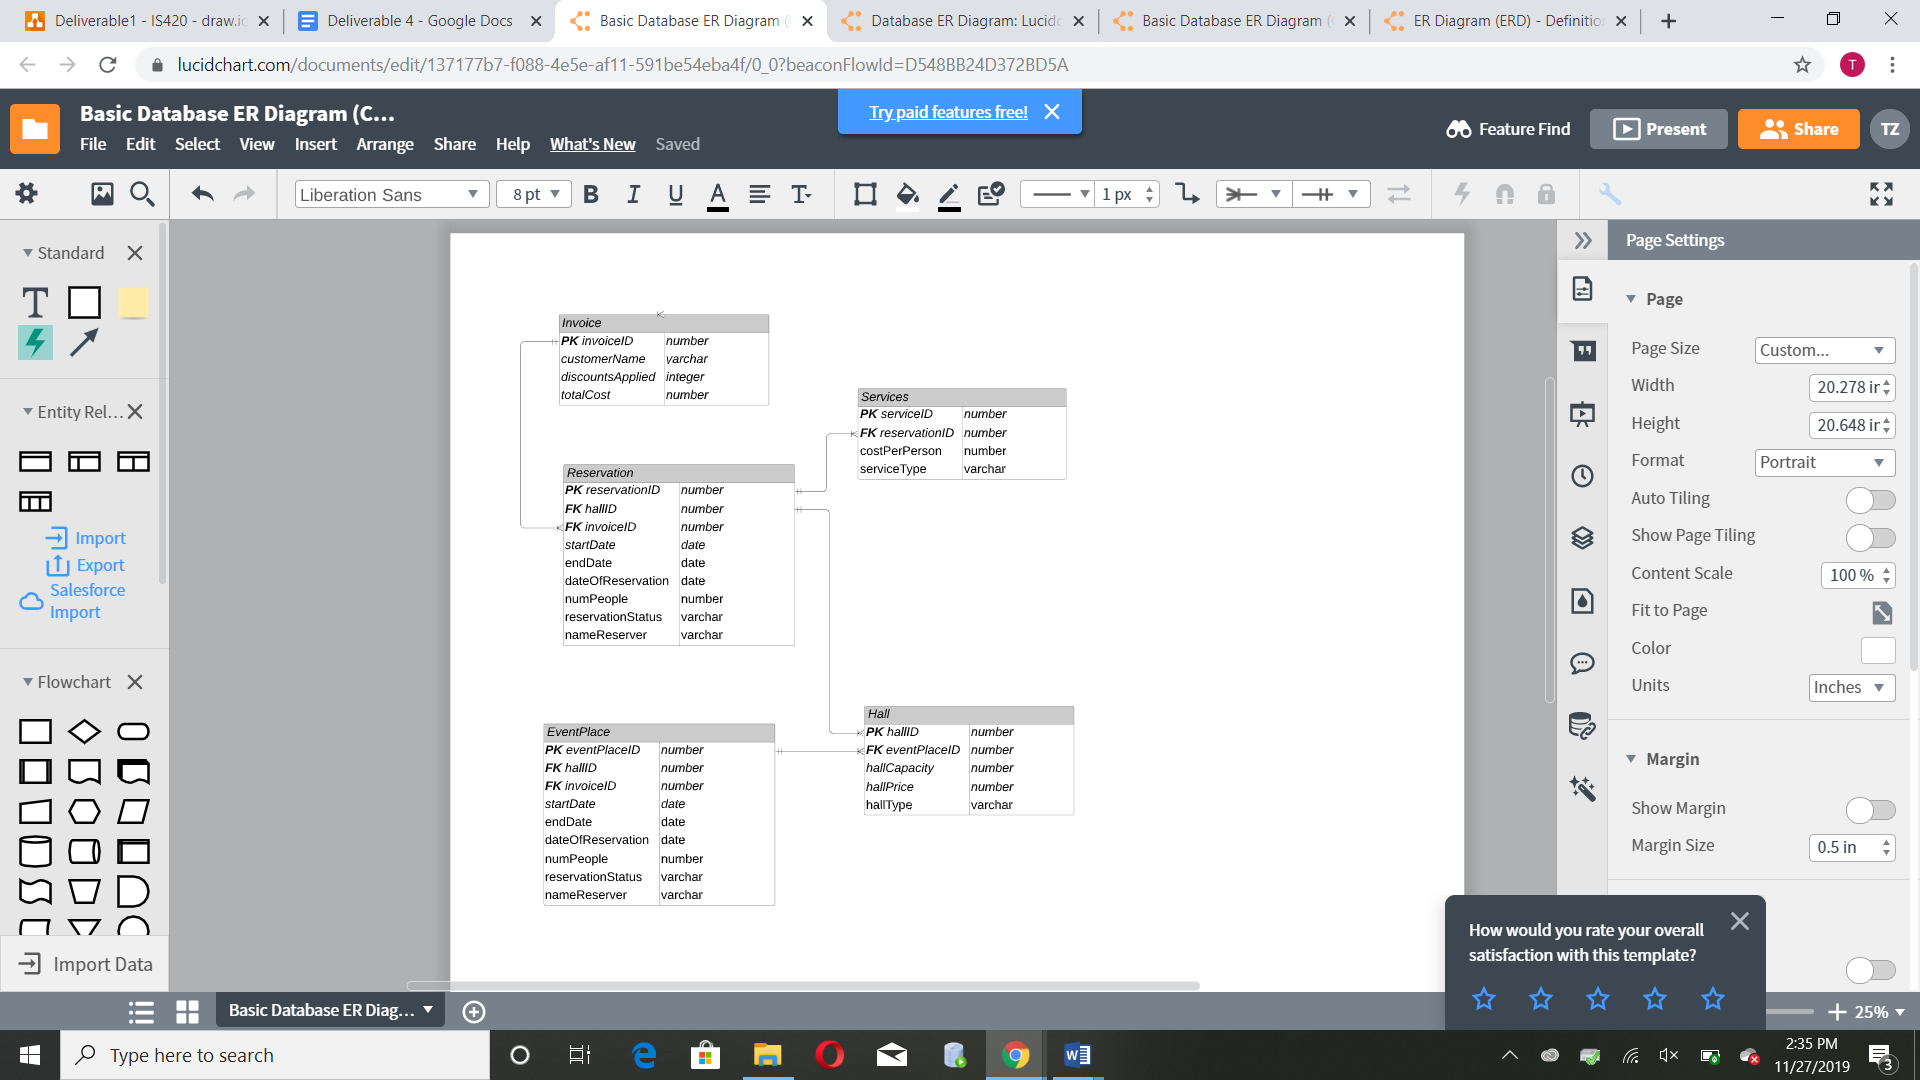 Deliverable1 - IS420 - draw.io
Deliverable 4 - Google Docs
Basic Database ER Diagram (
Database ER Diagram: Lucidc
Basic Database ER Diagram (
ER Diagram (ERD) - Definitio
lucidchart.com/documents/edit/137177b7-f088-4e5e-af11-591be54eba4f/0_0?beaconFlowId=D548BB24D372BD5A
T
Basic Database ER Diagram (C...
Try paid features free!
File Edit Select View Insert Arrange Share Help What's New Saved
Feature Find
Present
Share
TZ
Liberation Sans
8 pt
B I U A T
1 px
Standard
T
Entity Rel...
Import
Export
Salesforce
Import
Flowchart
Import Data
Invoice
PK invoiceID number
customerName varchar
discountsApplied integer
totalCost number
Services
PK serviceID number
FK reservationID number
costPerPerson number
serviceType varchar
Reservation
PK reservationID number
FK hallID number
FK invoiceID number
startDate date
endDate date
dateOfReservation date
numPeople number
reservationStatus varchar
nameReserver varchar
EventPlace
PK eventPlaceID number
FK hallID number
FK invoiceID number
startDate date
endDate date
dateOfReservation date
numPeople number
reservationStatus varchar
nameReserver varchar
Hall
PK hallID number
FK eventPlaceID number
hallCapacity number
hallPrice number
hallType varchar
Page Settings
Page
Page Size Custom...
Width 20.278 in
Height 20.648 in
Format Portrait
Auto Tiling
Show Page Tiling
Content Scale 100 %
Fit to Page
Color
Units Inches
Margin
Show Margin
Margin Size 0.5 in
How would you rate your overall
satisfaction with this template?
Basic Database ER Diag...
25%
Type here to search
2:35 PM
11/27/2019
3